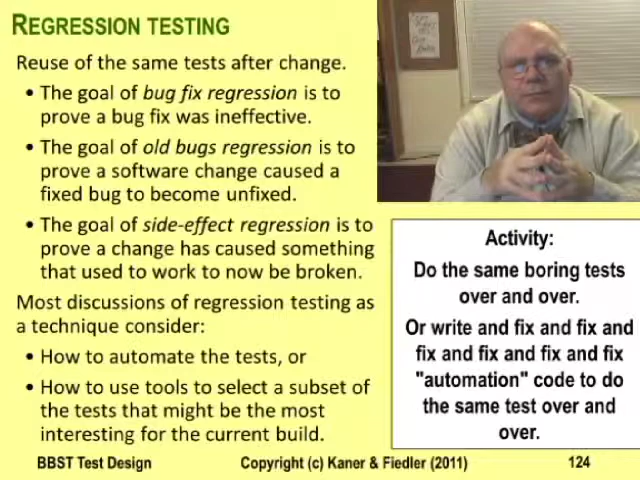 REGRESSION TESTING
Reuse of the same tests after change.
• The goal of bug fix regression is to
prove a bug fix was ineffective.
• The goal of old bugs regression is to
prove a software change caused a
fixed bug to become unfixed.
• The goal of side-effect regression is to
prove a change has caused something
that used to work to now be broken.
Most discussions of regression testing as
a technique consider:
• How to automate the tests, or
• How to use tools to select a subset of
the tests that might be the most
interesting for the current build.
Activity:
Do the same boring tests
over and over.
Or write and fix and fix and
fix and fix and fix and fix
"automation" code to do
the same test over and
over.
BBST Test Design
Copyright (c) Kaner & Fiedler (2011)
124